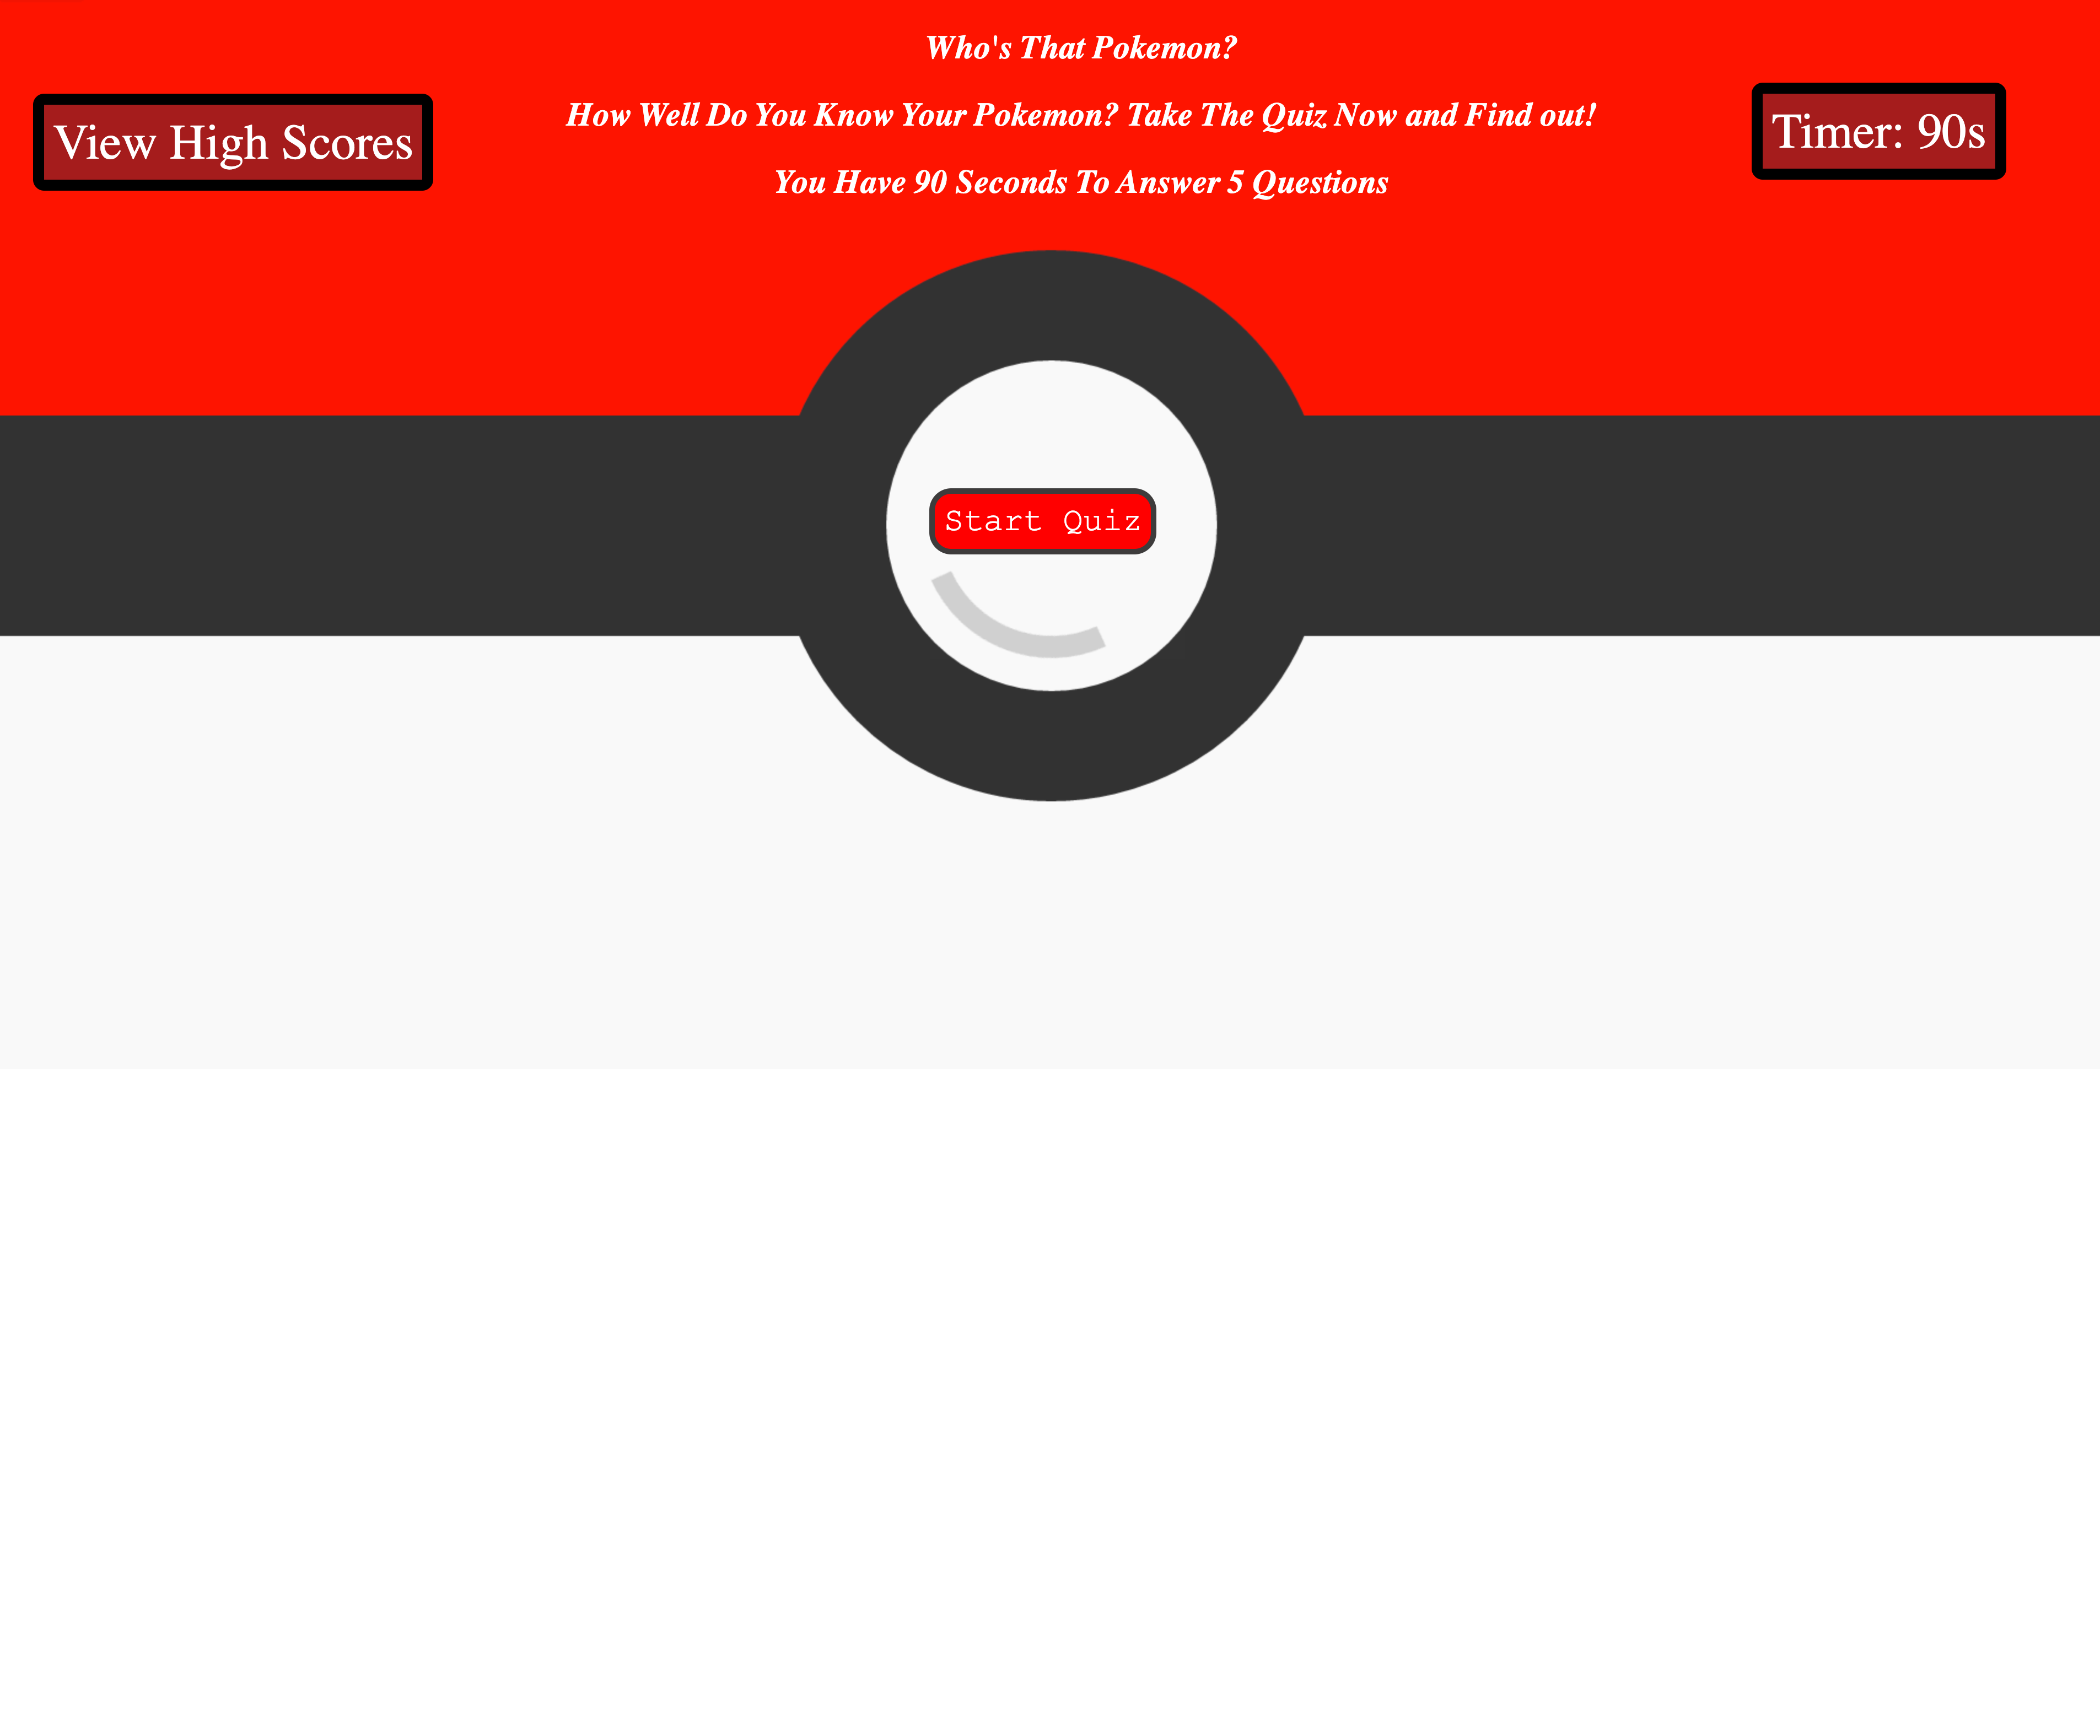 Who's That Pokemon?
How Well Do You Know Your Pokemon? Take The Quiz Now and Find out!
You Have 90 Seconds To Answer 5 Questions
View High Scores
Timer: 90s
Start Quiz